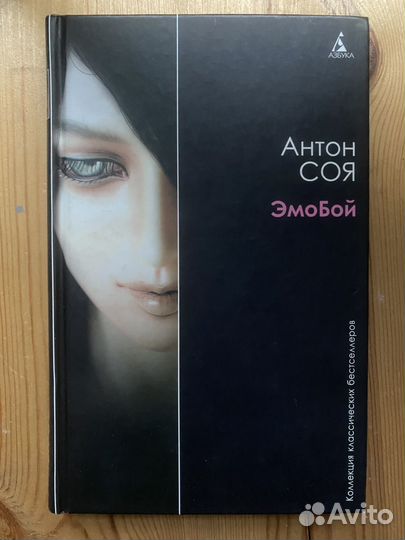 АЗБУКА
Антон
СОЯ
ЭмоБой
Коллекция классических бестселлеров
Avito